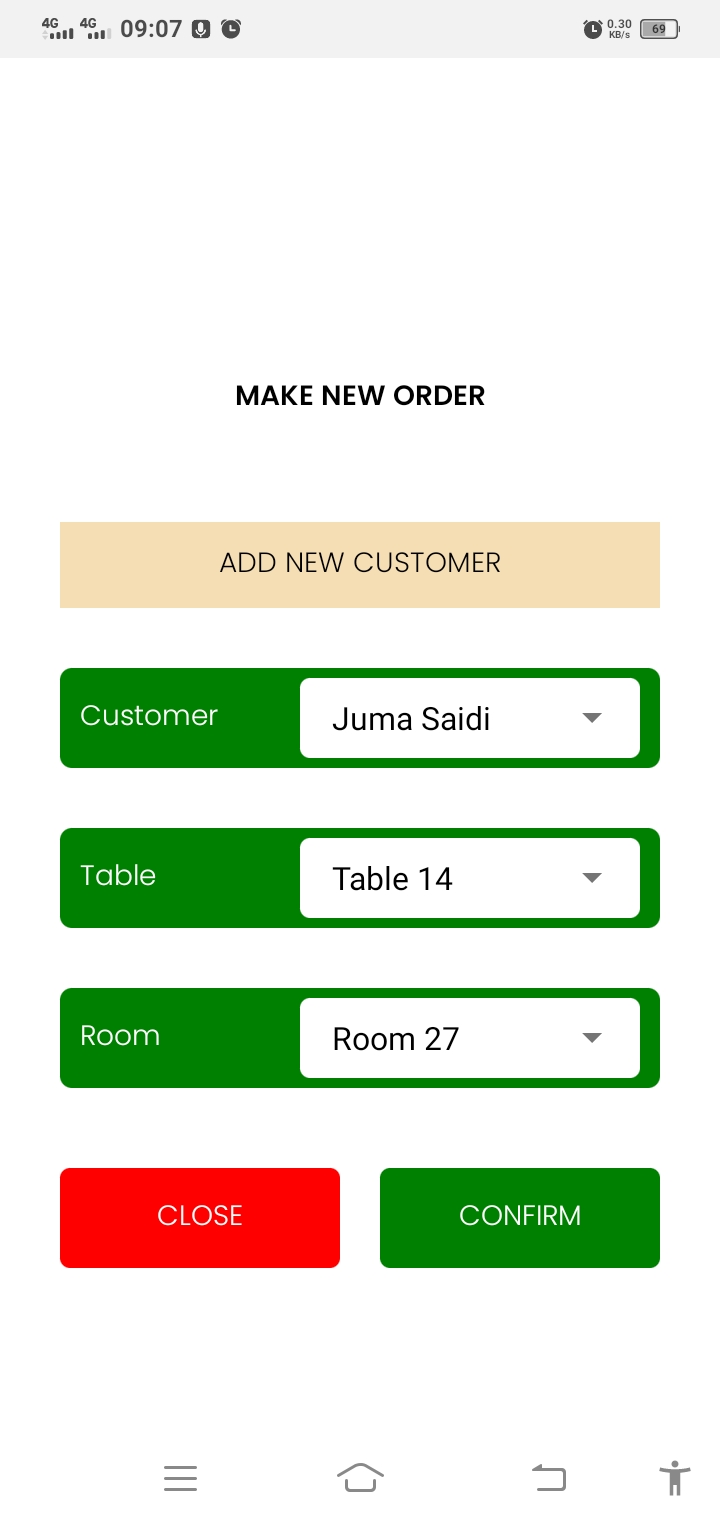 4G 4G 09:07 0.30 KB/s 69
MAKE NEW ORDER
ADD NEW CUSTOMER
Customer Juma Saidi
Table Table 14
Room Room 27
CLOSE CONFIRM